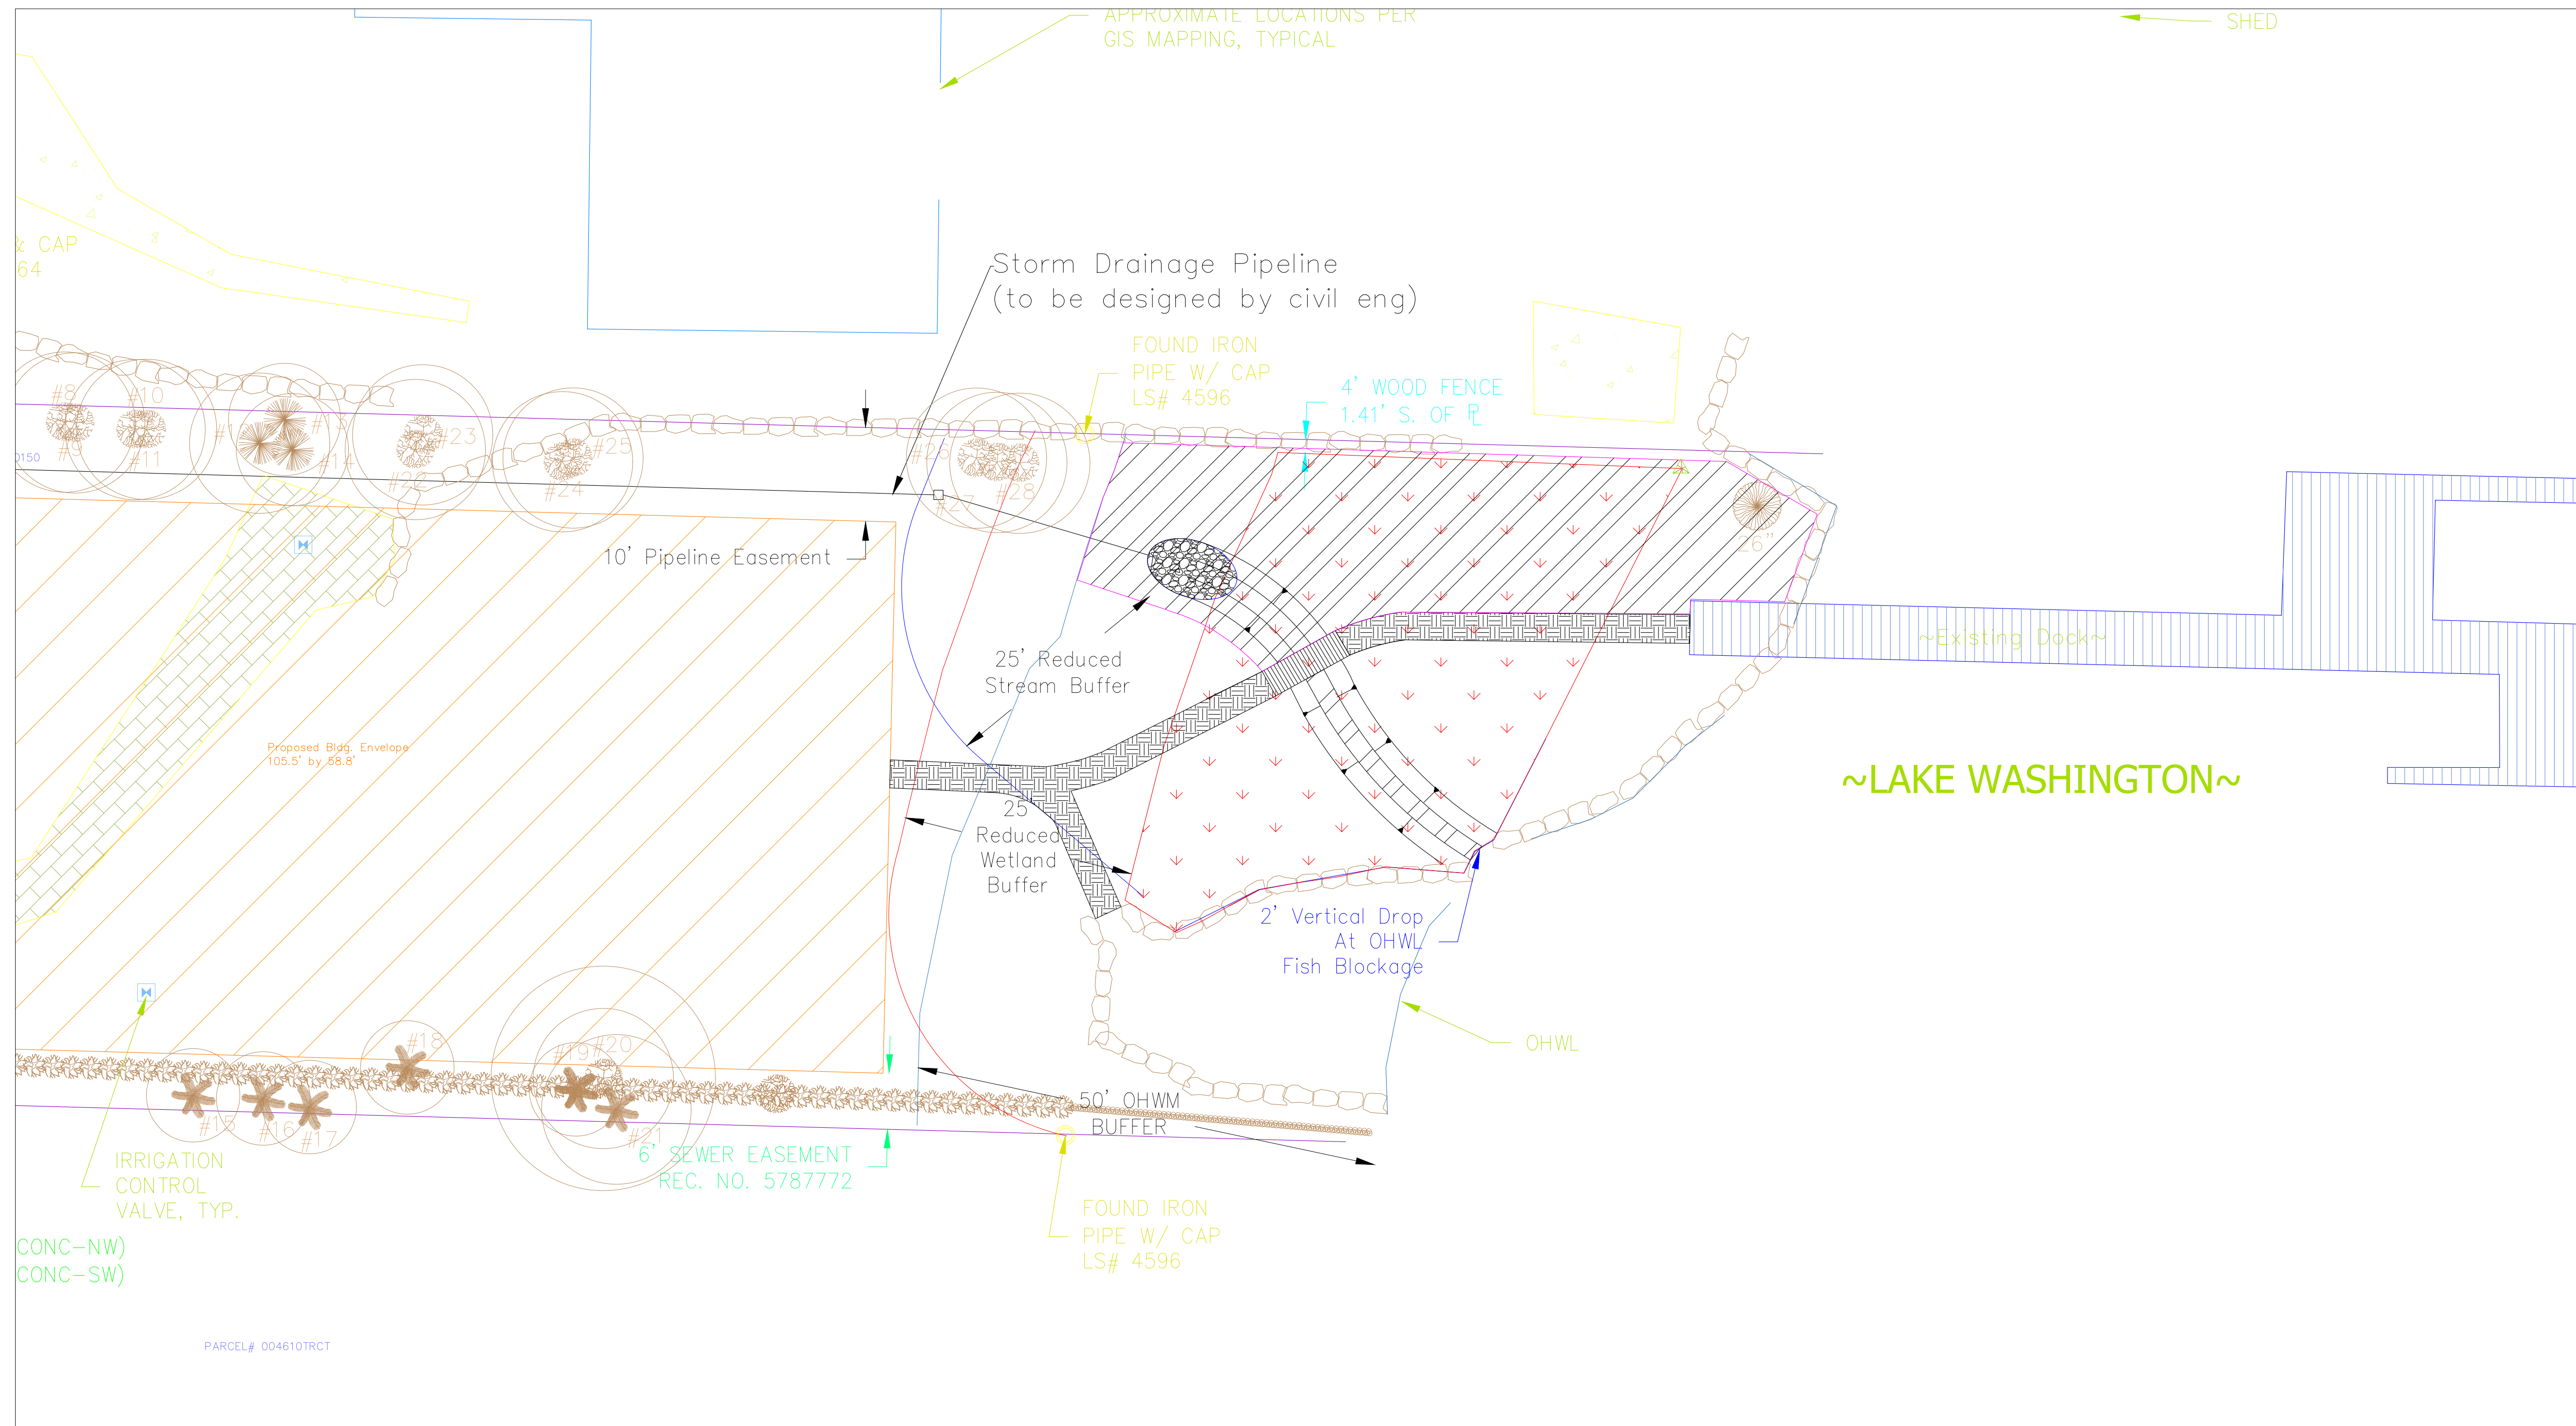 APPROXIMATE LOCATIONS PER
GIS MAPPING, TYPICAL
SHED
& CAP
64
Storm Drainage Pipeline
(to be designed by civil eng)
FOUND IRON
PIPE W/ CAP
LS# 4596
4' WOOD FENCE
1.41' S. OF PL
#8
#9
#10
#11
#14
#22
#23
#24
#25
#26
#27
#28
0150
26"
10' Pipeline Easement
25' Reduced
Stream Buffer
~Existing Dock~
Proposed Bldg. Envelope
105.5' by 58.8'
~LAKE WASHINGTON~
25'
Reduced
Wetland
Buffer
2' Vertical Drop
At OHWL
Fish Blockage
OHWL
#18
#19
#20
#15
#16
#17
#21
50' OHWM
BUFFER
6' SEWER EASEMENT
REC. NO. 5787772
IRRIGATION
CONTROL
VALVE, TYP.
FOUND IRON
PIPE W/ CAP
LS# 4596
CONC-NW)
CONC-SW)
PARCEL# 004610TRCT